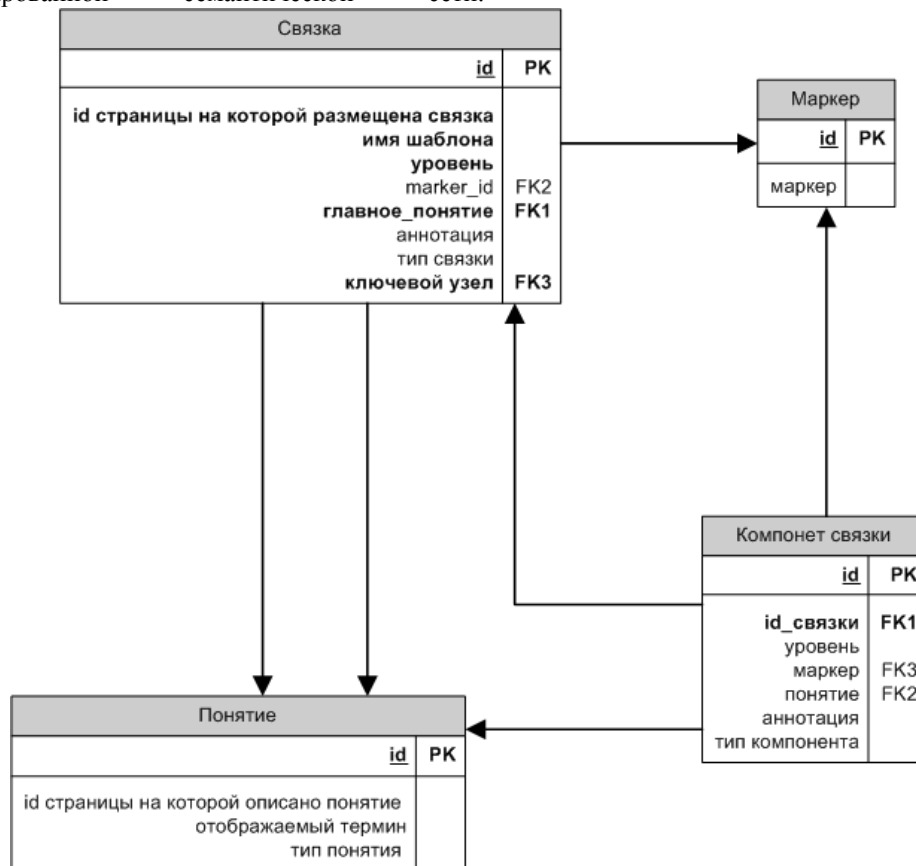 семантической сети.
Связка
id PK
id страницы на которой размещена связка
имя шаблона
уровень
marker_id FK2
главное_понятие FK1
аннотация
тип связки
ключевой узел FK3
Маркер
id PK
маркер
Компонет связки
id PK
id_связки FK1
уровень
маркер FK3
понятие FK2
аннотация
тип компонента
Понятие
id PK
id страницы на которой описано понятие
отображаемый термин
тип понятия